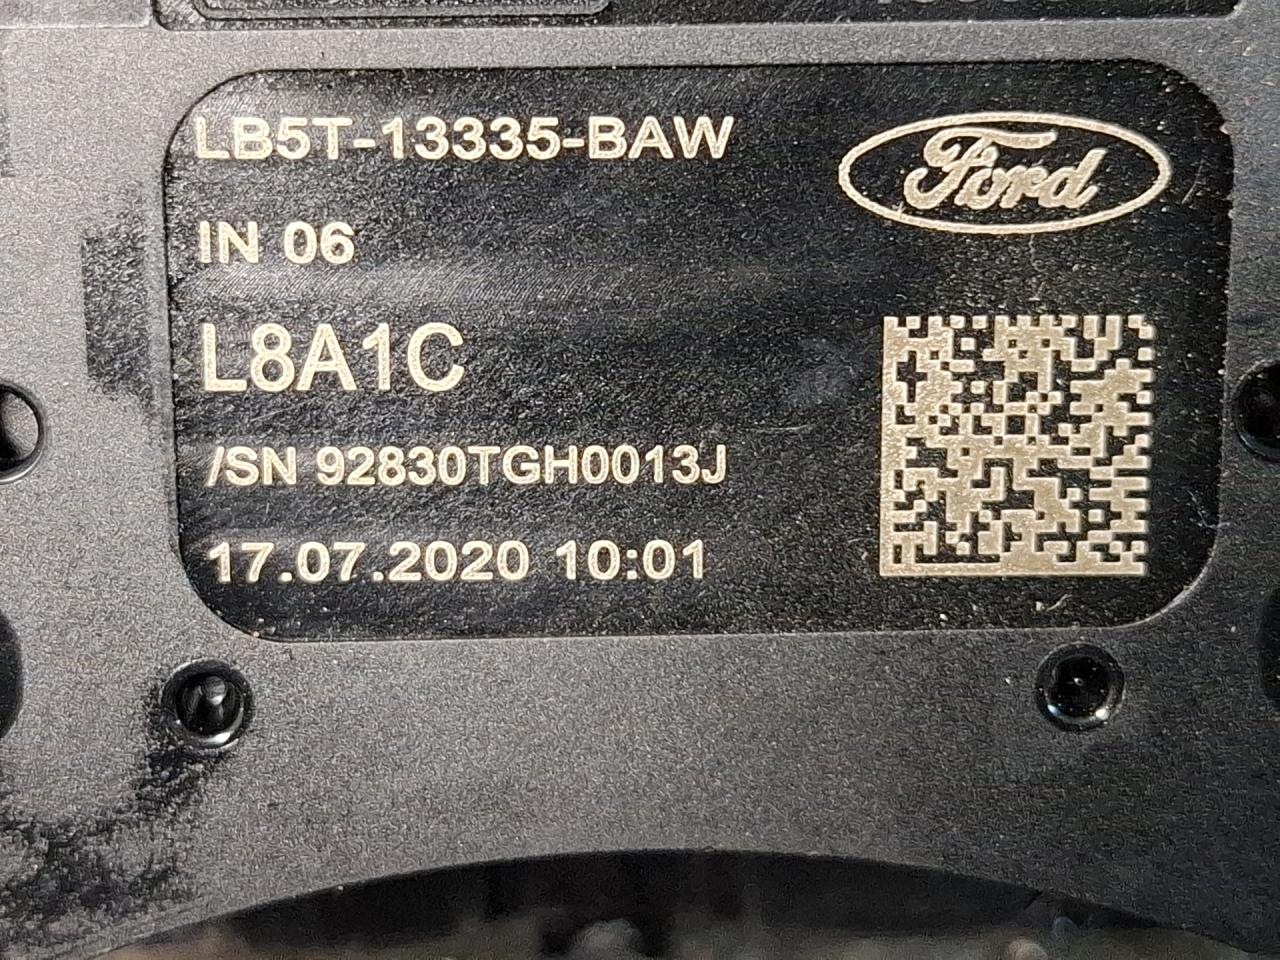 LB5T-13335-BAW
Ford
IN 06
L8A1C
/SN 92830TGH0013J
17.07.2020 10:01